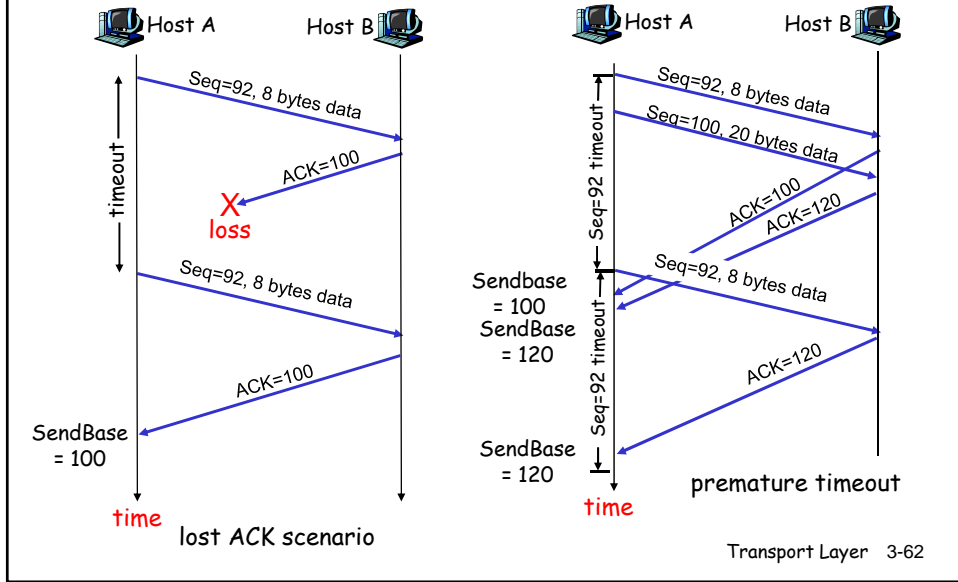 Host A
Host B
Seq=92, 8 bytes data
timeout
ACK=100
X
loss
Seq=92, 8 bytes data
ACK=100
SendBase
= 100
time
lost ACK scenario
Host A
Host B
Seq=92, 8 bytes data
Seq=100, 20 bytes data
Seq=92 timeout
ACK=100
ACK=120
Seq=92, 8 bytes data
Sendbase
= 100
SendBase
= 120
Seq=92 timeout
ACK=120
SendBase
= 120
premature timeout
time
Transport Layer 3-62